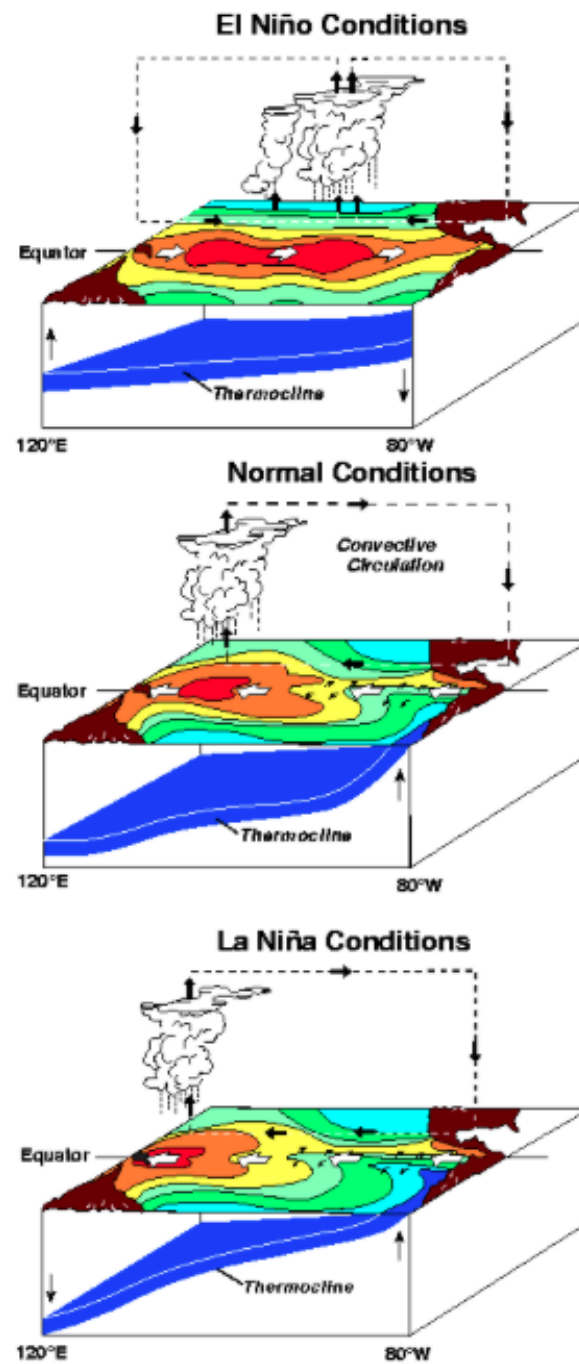 El Niño Conditions
Equator
Thermocline
120°E 80°W
Normal Conditions
Convective
Circulation
Equator
Thermocline
120°E 80°W
La Niña Conditions
Equator
Thermocline
120°E 80°W